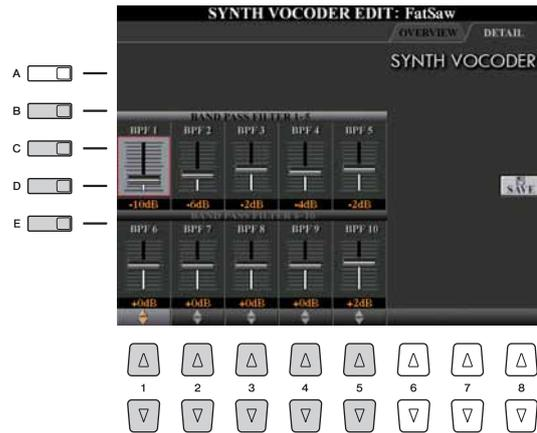 SYNTH VOCODER EDIT: FatSaw
OVERVIEW DETAIL
SYNTH VOCODER
A
B
C
D
E
BAND PASS FILTER 1-5
BPF 1 BPF 2 BPF 3 BPF 4 BPF 5
-10dB -6dB -2dB -4dB -2dB
SAVE
BAND PASS FILTER 6-10
BPF 6 BPF 7 BPF 8 BPF 9 BPF 10
+0dB +0dB +0dB +0dB +2dB
1 2 3 4 5 6 7 8